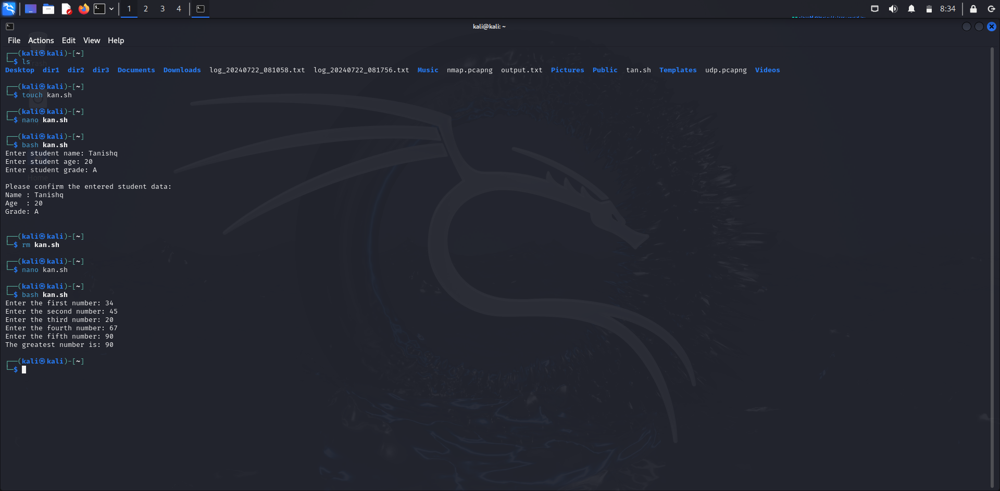 1 2 3 4 8:34
kali@kali: ~
File Actions Edit View Help
┌──(kali㉿kali)-[~]
└─$ ls
Desktop dir1 dir2 dir3 Documents Downloads log_20240722_081058.txt log_20240722_081756.txt Music nmap.pcapng output.txt Pictures Public tan.sh Templates udp.pcapng Videos
┌──(kali㉿kali)-[~]
└─$ touch kan.sh
┌──(kali㉿kali)-[~]
└─$ nano kan.sh
┌──(kali㉿kali)-[~]
└─$ bash kan.sh
Enter student name: Tanishq
Enter student age: 20
Enter student grade: A
Home
Please confirm the entered student data:
Name : Tanishq
Age  : 20
Grade: A
┌──(kali㉿kali)-[~]
└─$ rm kan.sh
┌──(kali㉿kali)-[~]
└─$ nano kan.sh
┌──(kali㉿kali)-[~]
└─$ bash kan.sh
Enter the first number: 34
Enter the second number: 45
Enter the third number: 20
Enter the fourth number: 67
Enter the fifth number: 90
The greatest number is: 90
┌──(kali㉿kali)-[~]
└─$